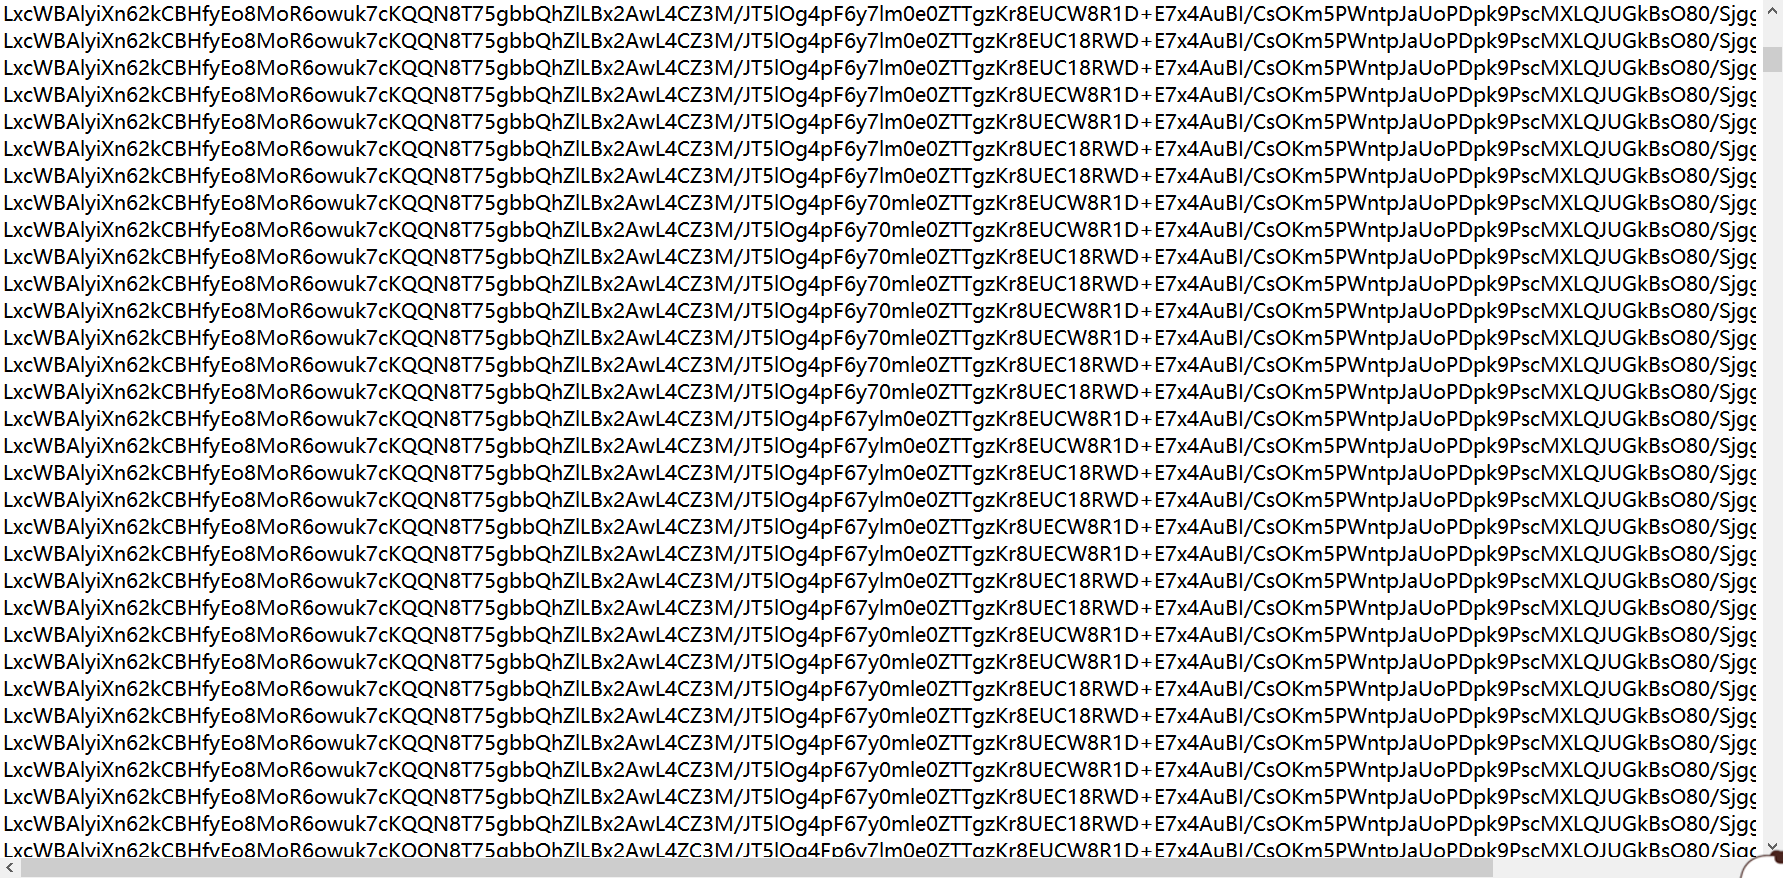 LxcWBAlyiXn62kCBHfyEo8MoR6owuk7cKQQN8T75gbbQhZlLBx2AwL4CZ3M/JT5lOg4pF6y7lm0e0ZTTgzKr8EUCW8R1D+E7x4AuBI/CsOKm5PWntpJaUoPDpk9PscMXLQJUGkBsO80/Sjgg
LxcWBAlyiXn62kCBHfyEo8MoR6owuk7cKQQN8T75gbbQhZlLBx2AwL4CZ3M/JT5lOg4pF6y7lm0e0ZTTgzKr8EUC18RWD+E7x4AuBI/CsOKm5PWntpJaUoPDpk9PscMXLQJUGkBsO80/Sjgg
LxcWBAlyiXn62kCBHfyEo8MoR6owuk7cKQQN8T75gbbQhZlLBx2AwL4CZ3M/JT5lOg4pF6y7lm0e0ZTTgzKr8EUC18RWD+E7x4AuBI/CsOKm5PWntpJaUoPDpk9PscMXLQJUGkBsO80/Sjgg
LxcWBAlyiXn62kCBHfyEo8MoR6owuk7cKQQN8T75gbbQhZlLBx2AwL4CZ3M/JT5lOg4pF6y7lm0e0ZTTgzKr8UECW8R1D+E7x4AuBI/CsOKm5PWntpJaUoPDpk9PscMXLQJUGkBsO80/Sjgg
LxcWBAlyiXn62kCBHfyEo8MoR6owuk7cKQQN8T75gbbQhZlLBx2AwL4CZ3M/JT5lOg4pF6y7lm0e0ZTTgzKr8UECW8R1D+E7x4AuBI/CsOKm5PWntpJaUoPDpk9PscMXLQJUGkBsO80/Sjgg
LxcWBAlyiXn62kCBHfyEo8MoR6owuk7cKQQN8T75gbbQhZlLBx2AwL4CZ3M/JT5lOg4pF6y7lm0e0ZTTgzKr8UEC18RWD+E7x4AuBI/CsOKm5PWntpJaUoPDpk9PscMXLQJUGkBsO80/Sjgg
LxcWBAlyiXn62kCBHfyEo8MoR6owuk7cKQQN8T75gbbQhZlLBx2AwL4CZ3M/JT5lOg4pF6y7lm0e0ZTTgzKr8UEC18RWD+E7x4AuBI/CsOKm5PWntpJaUoPDpk9PscMXLQJUGkBsO80/Sjgg
LxcWBAlyiXn62kCBHfyEo8MoR6owuk7cKQQN8T75gbbQhZlLBx2AwL4CZ3M/JT5lOg4pF6y70mle0ZTTgzKr8EUCW8R1D+E7x4AuBI/CsOKm5PWntpJaUoPDpk9PscMXLQJUGkBsO80/Sjgg
LxcWBAlyiXn62kCBHfyEo8MoR6owuk7cKQQN8T75gbbQhZlLBx2AwL4CZ3M/JT5lOg4pF6y70mle0ZTTgzKr8EUCW8R1D+E7x4AuBI/CsOKm5PWntpJaUoPDpk9PscMXLQJUGkBsO80/Sjgg
LxcWBAlyiXn62kCBHfyEo8MoR6owuk7cKQQN8T75gbbQhZlLBx2AwL4CZ3M/JT5lOg4pF6y70mle0ZTTgzKr8EUC18RWD+E7x4AuBI/CsOKm5PWntpJaUoPDpk9PscMXLQJUGkBsO80/Sjgg
LxcWBAlyiXn62kCBHfyEo8MoR6owuk7cKQQN8T75gbbQhZlLBx2AwL4CZ3M/JT5lOg4pF6y70mle0ZTTgzKr8EUC18RWD+E7x4AuBI/CsOKm5PWntpJaUoPDpk9PscMXLQJUGkBsO80/Sjgg
LxcWBAlyiXn62kCBHfyEo8MoR6owuk7cKQQN8T75gbbQhZlLBx2AwL4CZ3M/JT5lOg4pF6y70mle0ZTTgzKr8UECW8R1D+E7x4AuBI/CsOKm5PWntpJaUoPDpk9PscMXLQJUGkBsO80/Sjgg
LxcWBAlyiXn62kCBHfyEo8MoR6owuk7cKQQN8T75gbbQhZlLBx2AwL4CZ3M/JT5lOg4pF6y70mle0ZTTgzKr8UECW8R1D+E7x4AuBI/CsOKm5PWntpJaUoPDpk9PscMXLQJUGkBsO80/Sjgg
LxcWBAlyiXn62kCBHfyEo8MoR6owuk7cKQQN8T75gbbQhZlLBx2AwL4CZ3M/JT5lOg4pF6y70mle0ZTTgzKr8UEC18RWD+E7x4AuBI/CsOKm5PWntpJaUoPDpk9PscMXLQJUGkBsO80/Sjgg
LxcWBAlyiXn62kCBHfyEo8MoR6owuk7cKQQN8T75gbbQhZlLBx2AwL4CZ3M/JT5lOg4pF6y70mle0ZTTgzKr8UEC18RWD+E7x4AuBI/CsOKm5PWntpJaUoPDpk9PscMXLQJUGkBsO80/Sjgg
LxcWBAlyiXn62kCBHfyEo8MoR6owuk7cKQQN8T75gbbQhZlLBx2AwL4CZ3M/JT5lOg4pF67ylm0e0ZTTgzKr8EUCW8R1D+E7x4AuBI/CsOKm5PWntpJaUoPDpk9PscMXLQJUGkBsO80/Sjgg
LxcWBAlyiXn62kCBHfyEo8MoR6owuk7cKQQN8T75gbbQhZlLBx2AwL4CZ3M/JT5lOg4pF67ylm0e0ZTTgzKr8EUCW8R1D+E7x4AuBI/CsOKm5PWntpJaUoPDpk9PscMXLQJUGkBsO80/Sjgg
LxcWBAlyiXn62kCBHfyEo8MoR6owuk7cKQQN8T75gbbQhZlLBx2AwL4CZ3M/JT5lOg4pF67ylm0e0ZTTgzKr8EUC18RWD+E7x4AuBI/CsOKm5PWntpJaUoPDpk9PscMXLQJUGkBsO80/Sjgg
LxcWBAlyiXn62kCBHfyEo8MoR6owuk7cKQQN8T75gbbQhZlLBx2AwL4CZ3M/JT5lOg4pF67ylm0e0ZTTgzKr8EUC18RWD+E7x4AuBI/CsOKm5PWntpJaUoPDpk9PscMXLQJUGkBsO80/Sjgg
LxcWBAlyiXn62kCBHfyEo8MoR6owuk7cKQQN8T75gbbQhZlLBx2AwL4CZ3M/JT5lOg4pF67ylm0e0ZTTgzKr8UECW8R1D+E7x4AuBI/CsOKm5PWntpJaUoPDpk9PscMXLQJUGkBsO80/Sjgg
LxcWBAlyiXn62kCBHfyEo8MoR6owuk7cKQQN8T75gbbQhZlLBx2AwL4CZ3M/JT5lOg4pF67ylm0e0ZTTgzKr8UECW8R1D+E7x4AuBI/CsOKm5PWntpJaUoPDpk9PscMXLQJUGkBsO80/Sjgg
LxcWBAlyiXn62kCBHfyEo8MoR6owuk7cKQQN8T75gbbQhZlLBx2AwL4CZ3M/JT5lOg4pF67ylm0e0ZTTgzKr8UEC18RWD+E7x4AuBI/CsOKm5PWntpJaUoPDpk9PscMXLQJUGkBsO80/Sjgg
LxcWBAlyiXn62kCBHfyEo8MoR6owuk7cKQQN8T75gbbQhZlLBx2AwL4CZ3M/JT5lOg4pF67ylm0e0ZTTgzKr8UEC18RWD+E7x4AuBI/CsOKm5PWntpJaUoPDpk9PscMXLQJUGkBsO80/Sjgg
LxcWBAlyiXn62kCBHfyEo8MoR6owuk7cKQQN8T75gbbQhZlLBx2AwL4CZ3M/JT5lOg4pF67y0mle0ZTTgzKr8EUCW8R1D+E7x4AuBI/CsOKm5PWntpJaUoPDpk9PscMXLQJUGkBsO80/Sjgg
LxcWBAlyiXn62kCBHfyEo8MoR6owuk7cKQQN8T75gbbQhZlLBx2AwL4CZ3M/JT5lOg4pF67y0mle0ZTTgzKr8EUCW8R1D+E7x4AuBI/CsOKm5PWntpJaUoPDpk9PscMXLQJUGkBsO80/Sjgg
LxcWBAlyiXn62kCBHfyEo8MoR6owuk7cKQQN8T75gbbQhZlLBx2AwL4CZ3M/JT5lOg4pF67y0mle0ZTTgzKr8EUC18RWD+E7x4AuBI/CsOKm5PWntpJaUoPDpk9PscMXLQJUGkBsO80/Sjgg
LxcWBAlyiXn62kCBHfyEo8MoR6owuk7cKQQN8T75gbbQhZlLBx2AwL4CZ3M/JT5lOg4pF67y0mle0ZTTgzKr8EUC18RWD+E7x4AuBI/CsOKm5PWntpJaUoPDpk9PscMXLQJUGkBsO80/Sjgg
LxcWBAlyiXn62kCBHfyEo8MoR6owuk7cKQQN8T75gbbQhZlLBx2AwL4CZ3M/JT5lOg4pF67y0mle0ZTTgzKr8UECW8R1D+E7x4AuBI/CsOKm5PWntpJaUoPDpk9PscMXLQJUGkBsO80/Sjgg
LxcWBAlyiXn62kCBHfyEo8MoR6owuk7cKQQN8T75gbbQhZlLBx2AwL4CZ3M/JT5lOg4pF67y0mle0ZTTgzKr8UECW8R1D+E7x4AuBI/CsOKm5PWntpJaUoPDpk9PscMXLQJUGkBsO80/Sjgg
LxcWBAlyiXn62kCBHfyEo8MoR6owuk7cKQQN8T75gbbQhZlLBx2AwL4CZ3M/JT5lOg4pF67y0mle0ZTTgzKr8UEC18RWD+E7x4AuBI/CsOKm5PWntpJaUoPDpk9PscMXLQJUGkBsO80/Sjgg
LxcWBAlyiXn62kCBHfyEo8MoR6owuk7cKQQN8T75gbbQhZlLBx2AwL4CZ3M/JT5lOg4pF67y0mle0ZTTgzKr8UEC18RWD+E7x4AuBI/CsOKm5PWntpJaUoPDpk9PscMXLQJUGkBsO80/Sjgg
LxcWBAlyiXn62kCBHfyEo8MoR6owuk7cKQQN8T75gbbQhZlLBx2AwL4ZC3M/JT5lOg4Fp6y7lm0e0ZTTgzKr8EUCW8R1D+E7x4AuBI/CsOKm5PWntpJaUoPDpk9PscMXLQJUGkBsO80/Sjgg